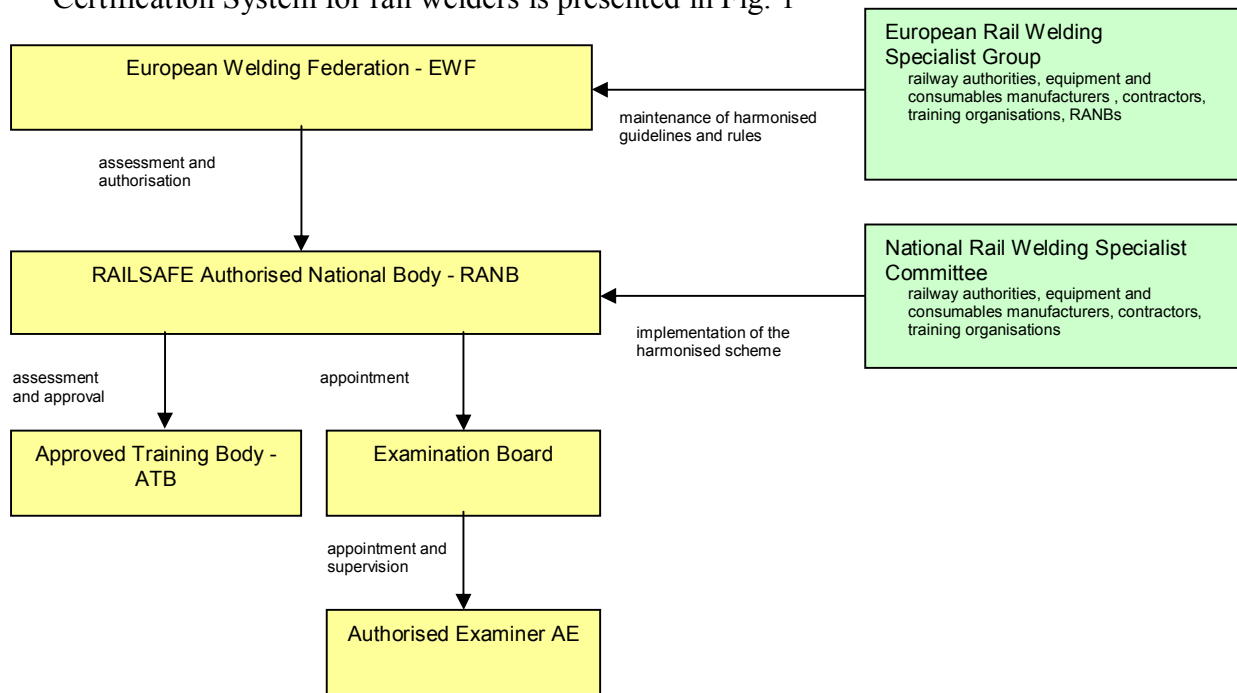 Certification System for rail welders is presented in Fig. 1
European Welding Federation - EWF
European Rail Welding
Specialist Group
railway authorities, equipment and
consumables manufacturers , contractors,
training organisations, RANBs
maintenance of harmonised
guidelines and rules
assessment and
authorisation
RAILSAFE Authorised National Body - RANB
National Rail Welding Specialist
Committee
railway authorities, equipment and
consumables manufacturers, contractors,
training organisations
implementation of the
harmonised scheme
assessment
and approval
appointment
Approved Training Body -
ATB
Examination Board
appointment and
supervision
Authorised Examiner AE